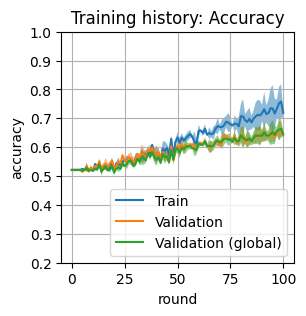 Training history: Accuracy
accuracy
1.0
0.9
0.8
0.7
0.6
0.5
0.4
0.3
0.2
Train
Validation
Validation (global)
0
25
50
75
100
round